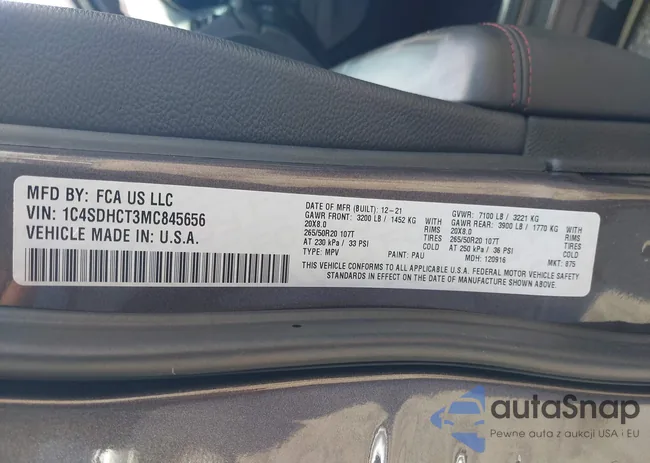 MFD BY: FCA US LLC
VIN: 1C4SDHCT3MC845656
VEHICLE MADE IN: U.S.A.
DATE OF MFR (BUILT): 12-21
GAWR FRONT: 3200 LB / 1452 KG
20X8.0 RIMS
265/50R20 107T TIRES
AT 230 kPa / 33 PSI COLD
TYPE: MPV PAINT: PAU
GVWR: 7100 LB / 3221 KG
GAWR REAR: 3900 LB / 1770 KG
20X8.0 RIMS
265/50R20 107T TIRES
AT 250 kPa / 36 PSI COLD
MDH: 120916 MKT: 875
THIS VEHICLE CONFORMS TO ALL APPLICABLE U.S.A. FEDERAL MOTOR VEHICLE SAFETY
STANDARDS IN EFFECT ON THE DATE OF MANUFACTURE SHOWN ABOVE.
autaSnap
Pewne auta z aukcji USA i EU